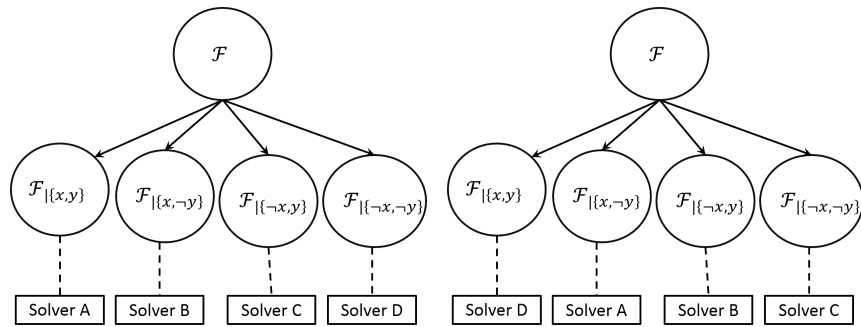 ℱ ℱ
ℱ|{x,y} ℱ|{x,¬y} ℱ|{¬x,y} ℱ|{¬x,¬y} ℱ|{x,y} ℱ|{x,¬y} ℱ|{¬x,y} ℱ|{¬x,¬y}
Solver A Solver B Solver C Solver D Solver D Solver A Solver B Solver C